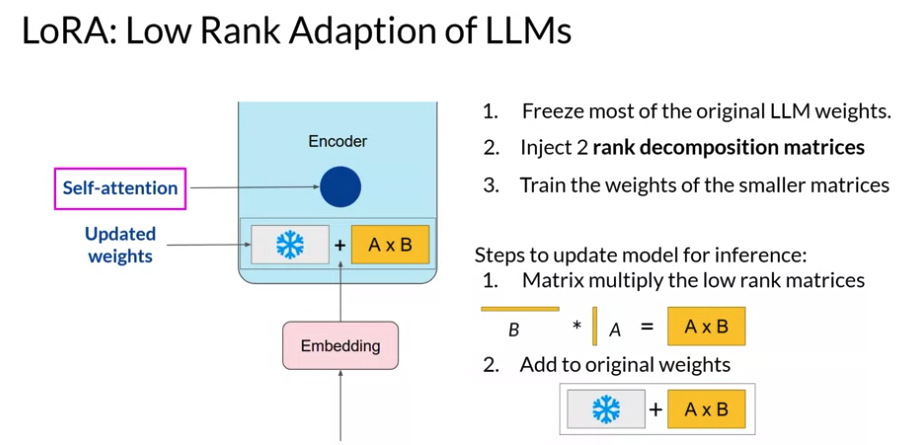 LoRA: Low Rank Adaption of LLMs
Encoder
Self-attention
Updated
weights
+ A x B
Embedding
1. Freeze most of the original LLM weights.
2. Inject 2 rank decomposition matrices
3. Train the weights of the smaller matrices
Steps to update model for inference:
1. Matrix multiply the low rank matrices
B * A = A x B
2. Add to original weights
+ A x B